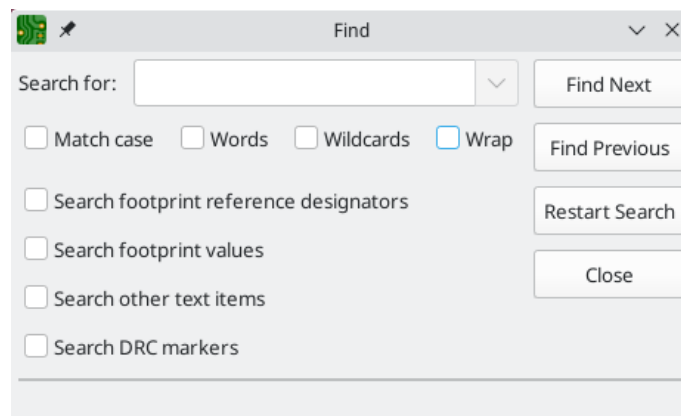 Find
Search for:
Find Next
Match case Words Wildcards Wrap
Find Previous
Search footprint reference designators
Restart Search
Search footprint values
Close
Search other text items
Search DRC markers